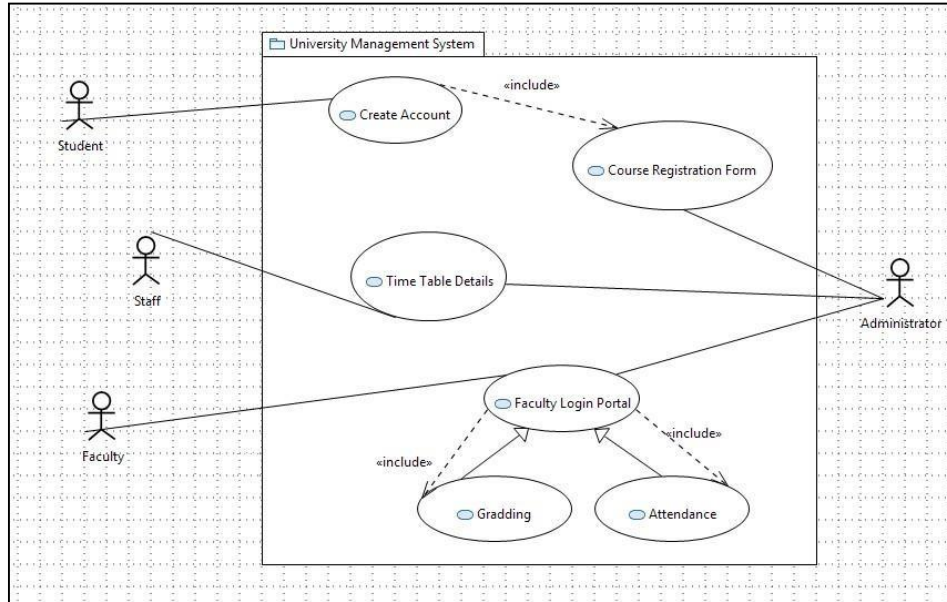 University Management System
«include»
Create Account
Student
Course Registration Form
Time Table Details
Staff
Administrator
Faculty Login Portal
«include»
Faculty
«include»
Gradding
Attendance